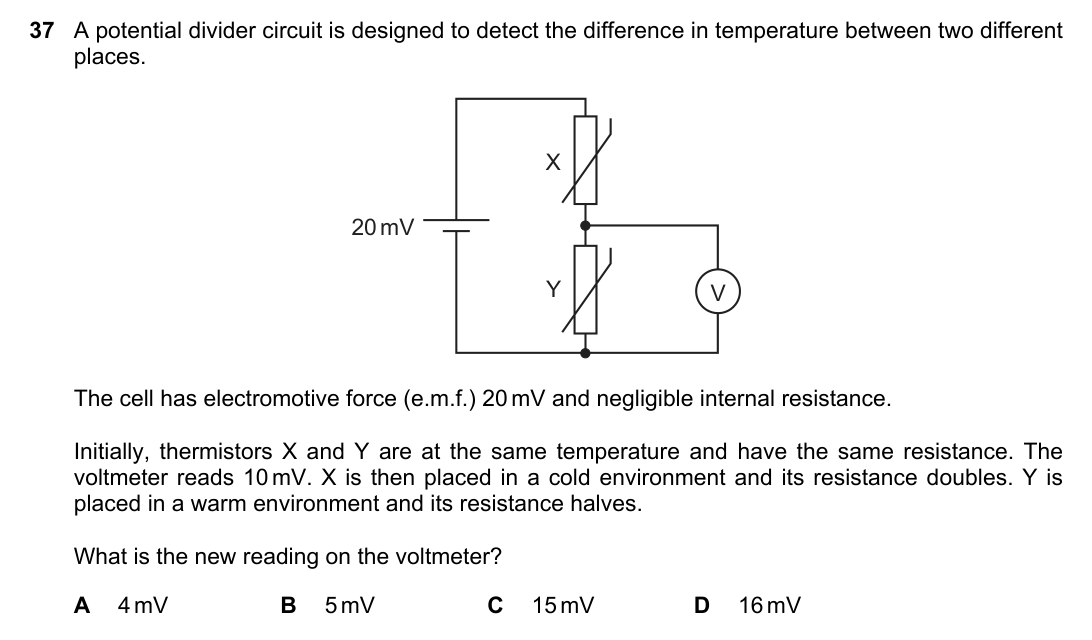 37 A potential divider circuit is designed to detect the difference in temperature between two different
places.
X
20 mV
Y
V
The cell has electromotive force (e.m.f.) 20 mV and negligible internal resistance.
Initially, thermistors X and Y are at the same temperature and have the same resistance. The
voltmeter reads 10 mV. X is then placed in a cold environment and its resistance doubles. Y is
placed in a warm environment and its resistance halves.
What is the new reading on the voltmeter?
A 4 mV B 5 mV C 15 mV D 16 mV